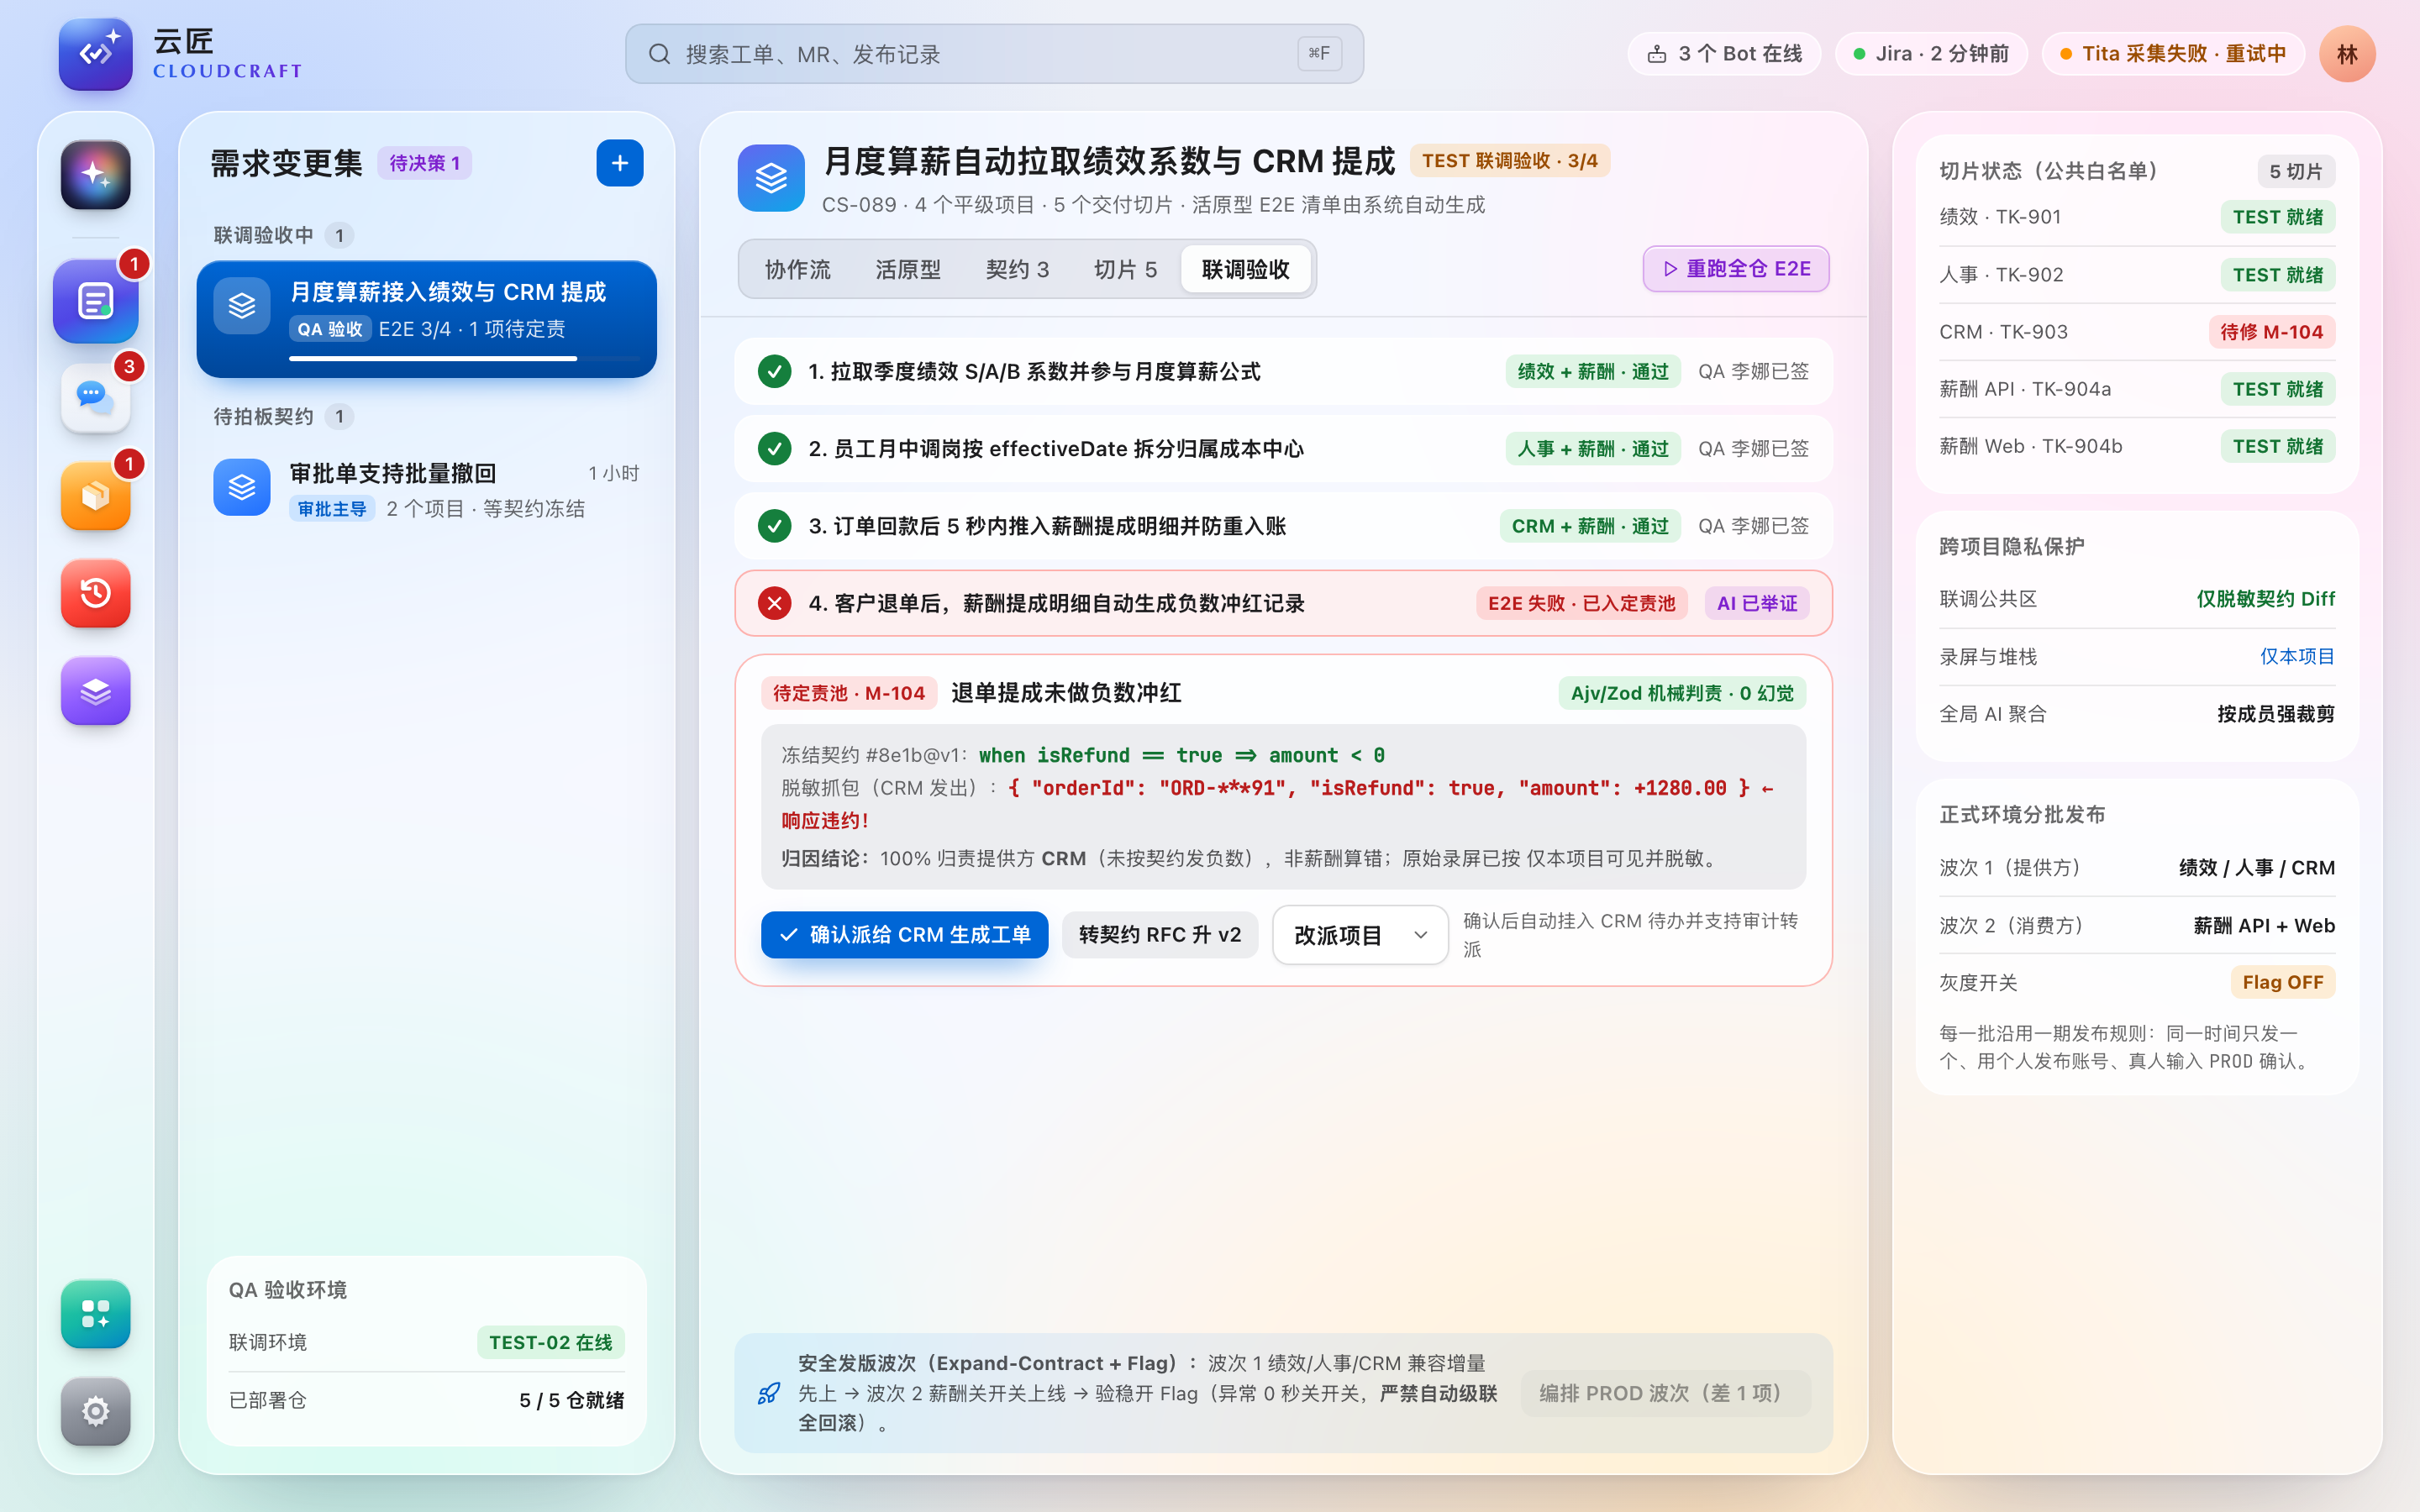 云匠
CLOUDCRAFT
搜索工单、MR、发布记录
⌘F
3 个 Bot 在线
Jira · 2 分钟前
Tita 采集失败 · 重试中
林
1
3
1
需求变更集
待决策 1
联调验收中 1
月度算薪接入绩效与 CRM 提成
QA 验收 E2E 3/4 · 1 项待定责
待拍板契约 1
审批单支持批量撤回
1 小时
审批主导 2 个项目 · 等契约冻结
QA 验收环境
联调环境
TEST-02 在线
已部署仓
5 / 5 仓就绪
月度算薪自动拉取绩效系数与 CRM 提成
TEST 联调验收 · 3/4
CS-089 · 4 个平级项目 · 5 个交付切片 · 活原型 E2E 清单由系统自动生成
协作流
活原型
契约 3
切片 5
联调验收
重跑全仓 E2E
1. 拉取季度绩效 S/A/B 系数并参与月度算薪公式
绩效 + 薪酬 · 通过
QA 李娜已签
2. 员工月中调岗按 effectiveDate 拆分归属成本中心
人事 + 薪酬 · 通过
QA 李娜已签
3. 订单回款后 5 秒内推入薪酬提成明细并防重入账
CRM + 薪酬 · 通过
QA 李娜已签
4. 客户退单后，薪酬提成明细自动生成负数冲红记录
E2E 失败 · 已入定责池
AI 已举证
待定责池 · M-104
退单提成未做负数冲红
Ajv/Zod 机械判责 · 0 幻觉
冻结契约 #8e1b@v1：when isRefund == true => amount < 0
脱敏抓包（CRM 发出）：{ "orderId": "ORD-***91", "isRefund": true, "amount": +1280.00 } ←
响应违约！
归因结论：100% 归责提供方 CRM（未按契约发负数），非薪酬算错；原始录屏已按 仅本项目可见并脱敏。
确认派给 CRM 生成工单
转契约 RFC 升 v2
改派项目
确认后自动挂入 CRM 待办并支持审计转
派
安全发版波次（Expand-Contract + Flag）：波次 1 绩效/人事/CRM 兼容增量
先上 → 波次 2 薪酬关开关上线 → 验稳开 Flag（异常 0 秒关开关，严禁自动级联
全回滚）。
编排 PROD 波次（差 1 项）
切片状态（公共白名单）
5 切片
绩效 · TK-901
TEST 就绪
人事 · TK-902
TEST 就绪
CRM · TK-903
待修 M-104
薪酬 API · TK-904a
TEST 就绪
薪酬 Web · TK-904b
TEST 就绪
跨项目隐私保护
联调公共区
仅脱敏契约 Diff
录屏与堆栈
仅本项目
全局 AI 聚合
按成员强裁剪
正式环境分批发布
波次 1（提供方）
绩效 / 人事 / CRM
波次 2（消费方）
薪酬 API + Web
灰度开关
Flag OFF
每一批沿用一期发布规则：同一时间只发一
个、用个人发布账号、真人输入 PROD 确认。